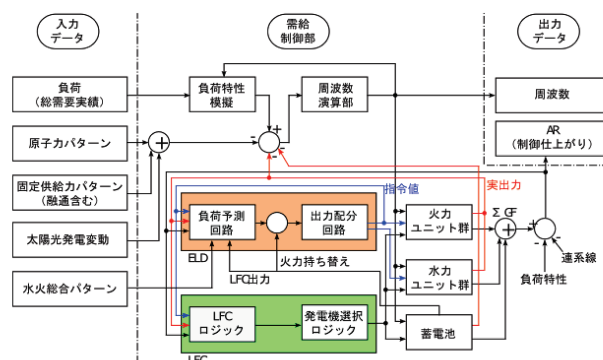 入力
データ
需給
制御部
出力
データ
負荷
(総需要実績)
負荷特性
模擬
周波数
演算部
周波数
AR
(制御仕上がり)
原子力パターン
固定供給力パターン
(融通含む)
太陽光発電変動
水火総合パターン
指令値
実出力
負荷予測
回路
出力配分
回路
ELD
LFC出力
火力持ち替え
火力
ユニット群
水力
ユニット群
蓄電池
ΣGF
連系線
負荷特性
LFC
ロジック
発電機選択
ロジック
LFC